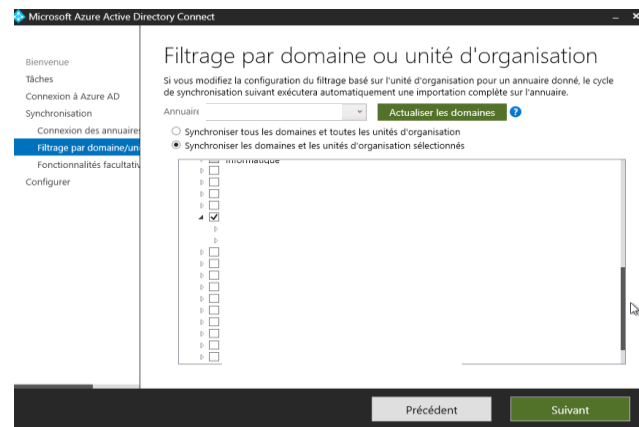 Microsoft Azure Active Directory Connect
Filtrage par domaine ou unité d'organisation
Bienvenue
Tâches
Connexion à Azure AD
Synchronisation
Connexion des annuaires
Filtrage par domaine/un
Fonctionnalités facultativ
Configurer
Si vous modifiez la configuration du filtrage basé sur l'unité d'organisation pour un annuaire donné, le cycle
de synchronisation suivant exécutera automatiquement une importation complète sur l'annuaire.
Annuaire
Actualiser les domaines
?
Synchroniser tous les domaines et toutes les unités d'organisation
Synchroniser les domaines et les unités d'organisation sélectionnés
Informatique
Précédent
Suivant